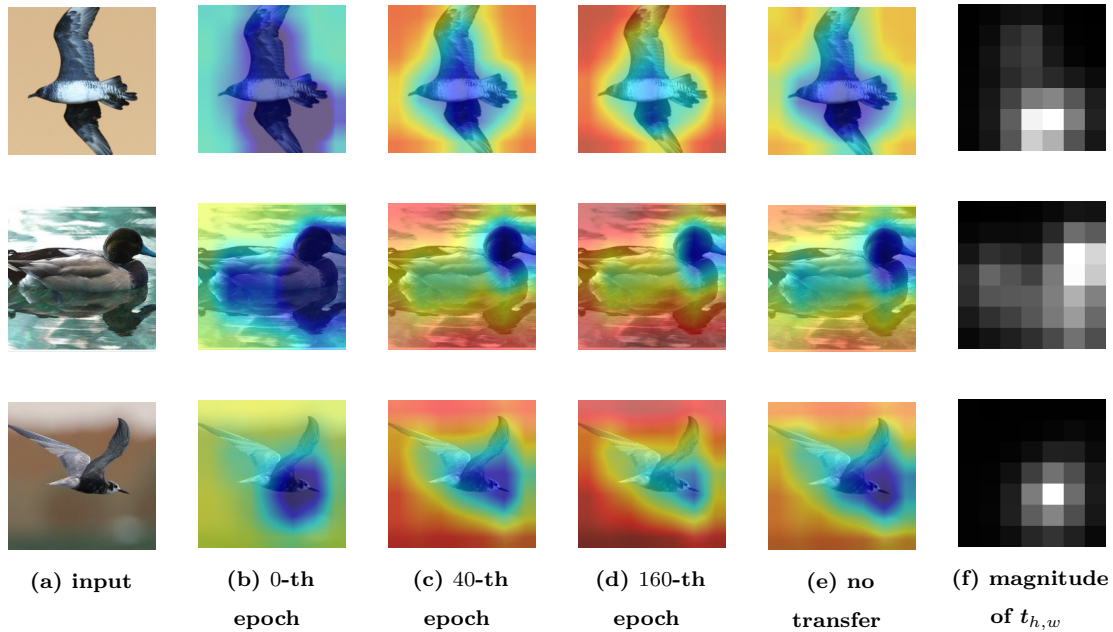 (a) input
(b) 0-th
epoch
(c) 40-th
epoch
(d) 160-th
epoch
(e) no
transfer
(f) magnitude
of t_{h,w}